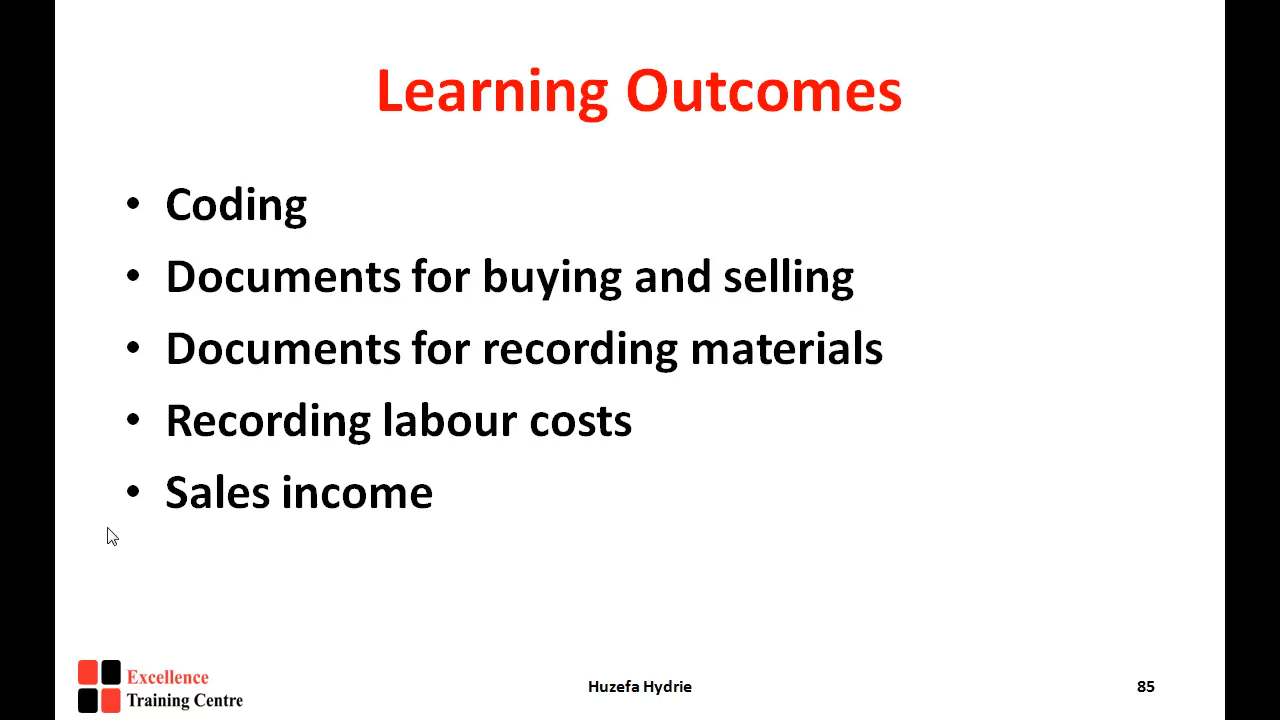 Learning Outcomes
• Coding
• Documents for buying and selling
• Documents for recording materials
• Recording labour costs
• Sales income
Excellence
Training Centre
Huzefa Hydrie
85